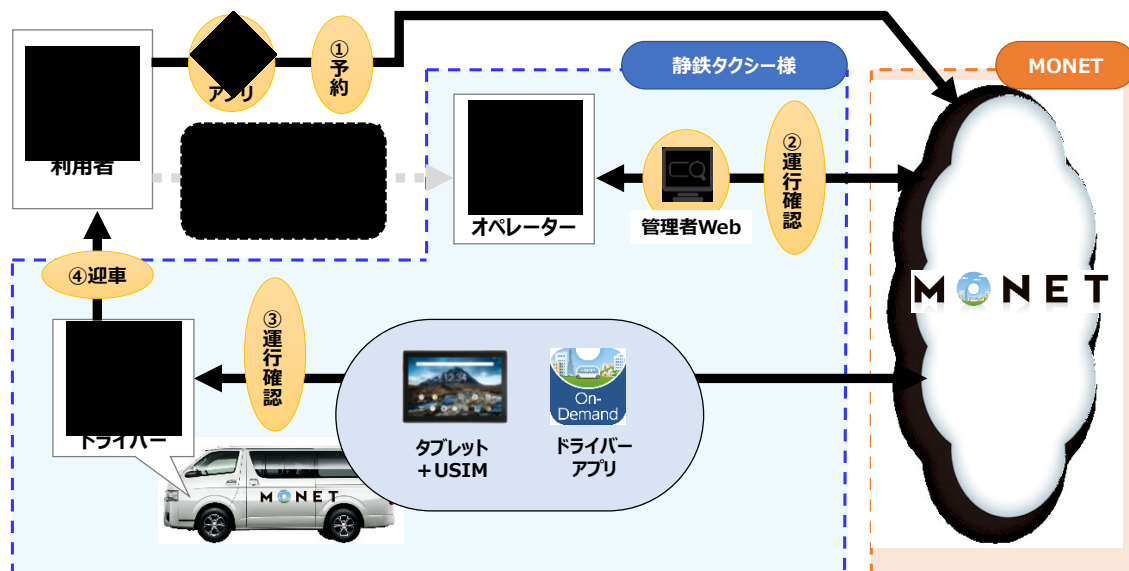 ①予約
アプリ
静鉄タクシー様
MONET
利用者
②運行確認
オペレーター
管理者Web
④迎車
MONET
③運行確認
ドライバー
On-
Demand
タブレット
+USIM
ドライバー
アプリ
MONET